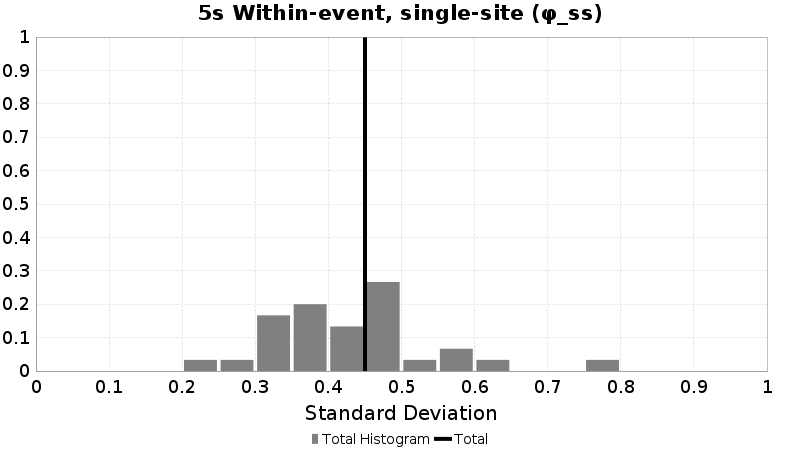 5s Within-event, single-site (φ_ss)
1
0.9
0.8
0.7
0.6
0.5
0.4
0.3
0.2
0.1
0
0 0.1 0.2 0.3 0.4 0.5 0.6 0.7 0.8 0.9 1
Standard Deviation
Total Histogram Total